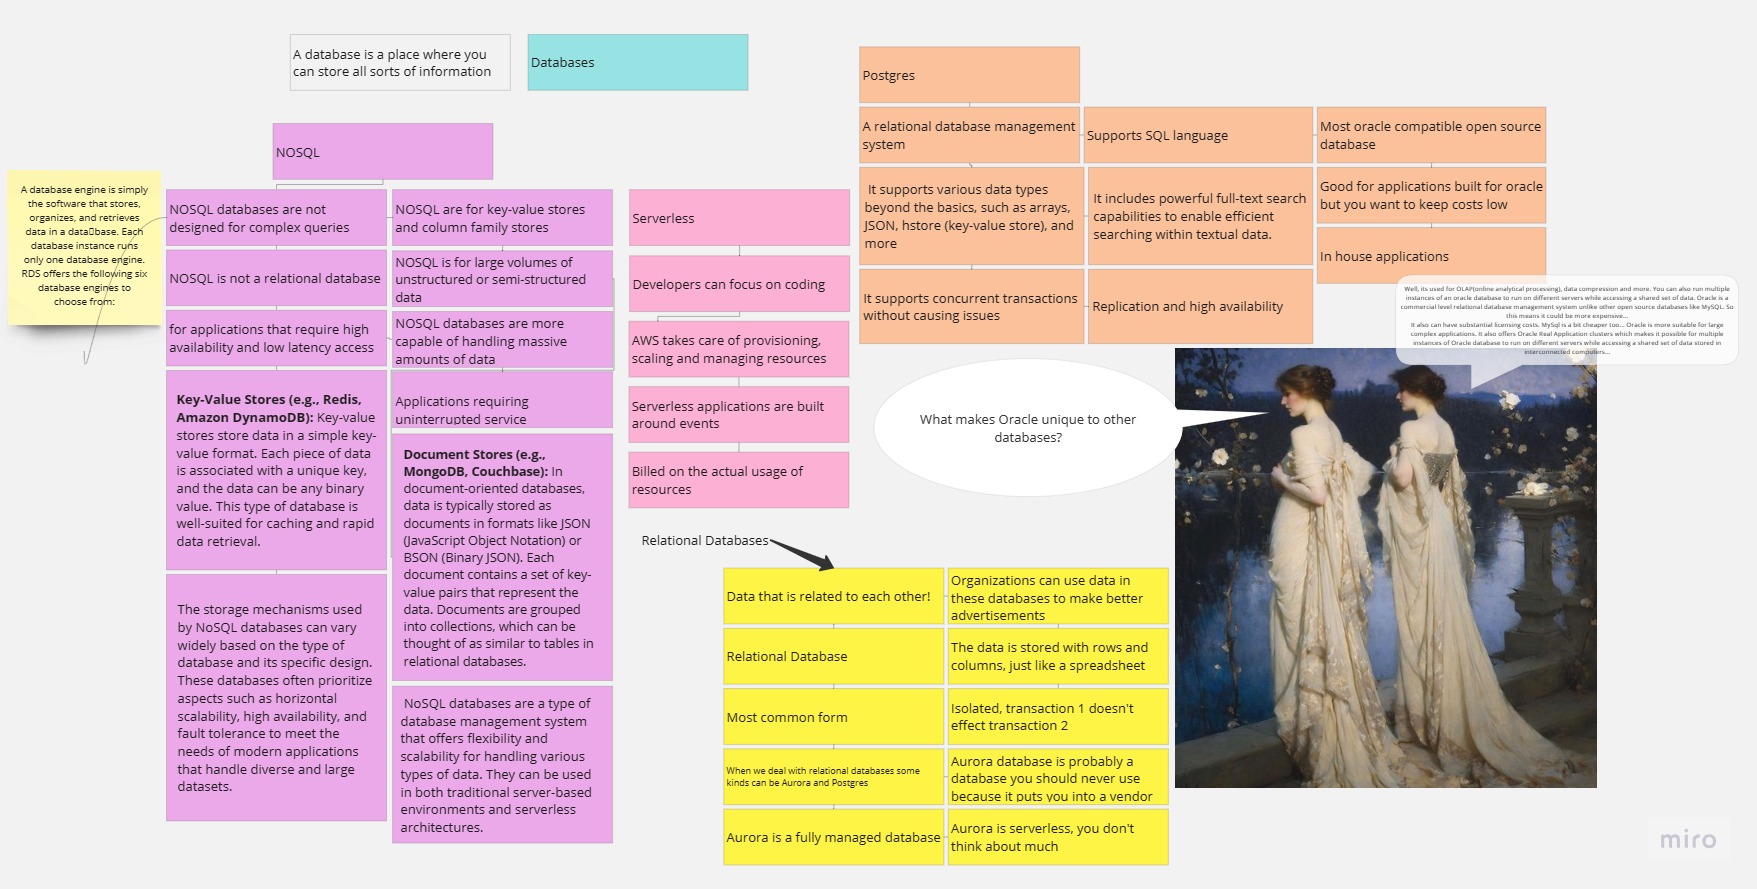 A database is a place where you
can store all sorts of information
Databases
NOSQL
A database engine is simply
the software that stores,
organizes, and retrieves
data in a data▯base. Each
database instance runs
only one database engine.
RDS offers the following six
database engines to
choose from:
NOSQL databases are not
designed for complex queries
NOSQL is not a relational database
for applications that require high
availability and low latency access
Key-Value Stores (e.g., Redis,
Amazon DynamoDB): Key-value
stores store data in a simple key-
value format. Each piece of data
is associated with a unique key,
and the data can be any binary
value. This type of database is
well-suited for caching and rapid
data retrieval.
The storage mechanisms used
by NoSQL databases can vary
widely based on the type of
database and its specific design.
These databases often prioritize
aspects such as horizontal
scalability, high availability, and
fault tolerance to meet the
needs of modern applications
that handle diverse and large
datasets.
NOSQL are for key-value stores
and column family stores
NOSQL is for large volumes of
unstructured or semi-structured
data
NOSQL databases are more
capable of handling massive
amounts of data
Applications requiring
uninterrupted service
Document Stores (e.g.,
MongoDB, Couchbase): In
document-oriented databases,
data is typically stored as
documents in formats like JSON
(JavaScript Object Notation) or
BSON (Binary JSON). Each
document contains a set of key-
value pairs that represent the
data. Documents are grouped
into collections, which can be
thought of as similar to tables in
relational databases.
NoSQL databases are a type of
database management system
that offers flexibility and
scalability for handling various
types of data. They can be used
in both traditional server-based
environments and serverless
architectures.
Serverless
Developers can focus on coding
AWS takes care of provisioning,
scaling and managing resources
Serverless applications are built
around events
Billed on the actual usage of
resources
Postgres
A relational database management
system
Supports SQL language
Most oracle compatible open source
database
It supports various data types
beyond the basics, such as arrays,
JSON, hstore (key-value store), and
more
It includes powerful full-text search
capabilities to enable efficient
searching within textual data.
Good for applications built for oracle
but you want to keep costs low
In house applications
It supports concurrent transactions
without causing issues
Replication and high availability
Well, its used for OLAP(online analytical processing), data compression and more. You can also run multiple
instances of an oracle database to run on different servers while accessing a shared set of data. Oracle is a
commercial level relational database management system unlike other open source databases like MySQL. So
this means it could be more expensive...
It also can have substantial licensing costs. MySql is a bit cheaper too... Oracle is more suitable for large
complex applications. It also offers Oracle Real Application clusters which makes it possible for multiple
instances of Oracle database to run on different servers while accessing a shared set of data stored in
interconnected computers...
What makes Oracle unique to other
databases?
Relational Databases
Data that is related to each other!
Organizations can use data in
these databases to make better
advertisements
Relational Database
The data is stored with rows and
columns, just like a spreadsheet
Most common form
Isolated, transaction 1 doesn't
effect transaction 2
When we deal with relational databases some
kinds can be Aurora and Postgres
Aurora database is probably a
database you should never use
because it puts you into a vendor
Aurora is a fully managed database
Aurora is serverless, you don't
think about much
miro